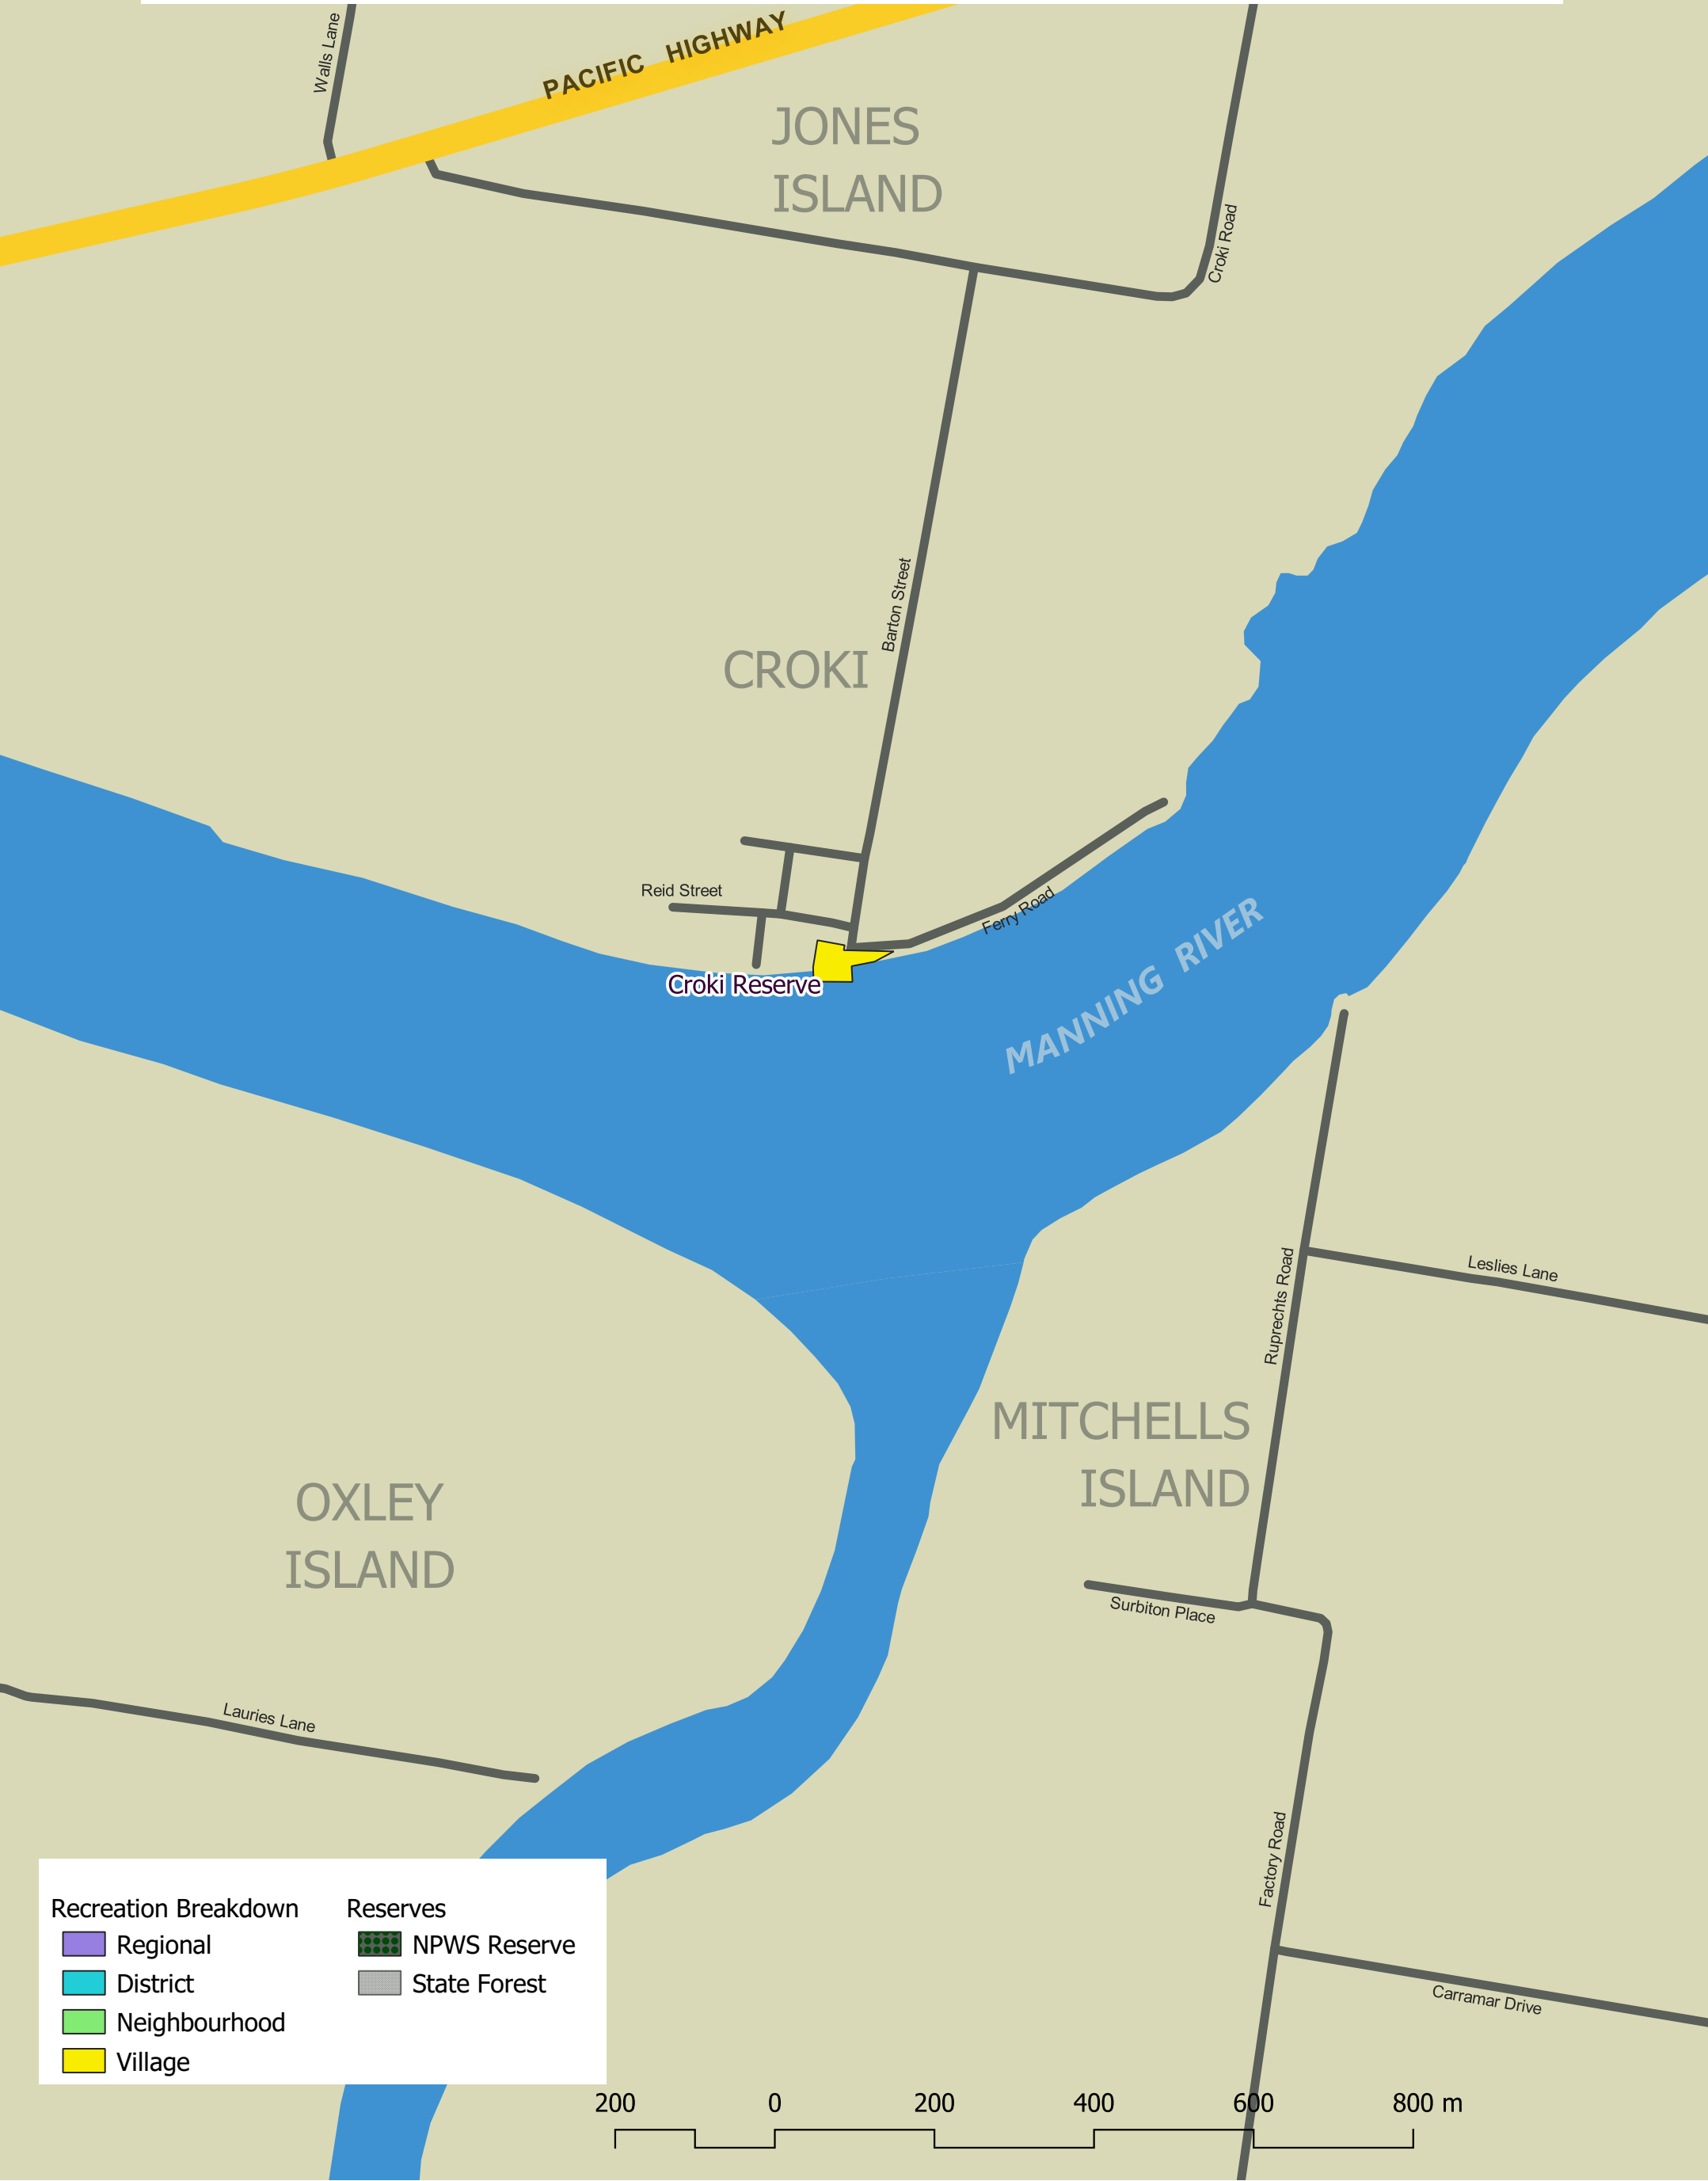 Walls Lane
PACIFIC HIGHWAY
JONES
ISLAND
Croki Road
Barton Street
CROKI
Reid Street
Ferry Road
Croki Reserve
MANNING RIVER
Ruprechts Road
Leslies Lane
MITCHELLS
ISLAND
OXLEY
ISLAND
Surbiton Place
Lauries Lane
Factory Road
Carramar Drive
Recreation Breakdown
Regional
District
Neighbourhood
Village
Reserves
NPWS Reserve
State Forest
200 0 200 400 600 800 m